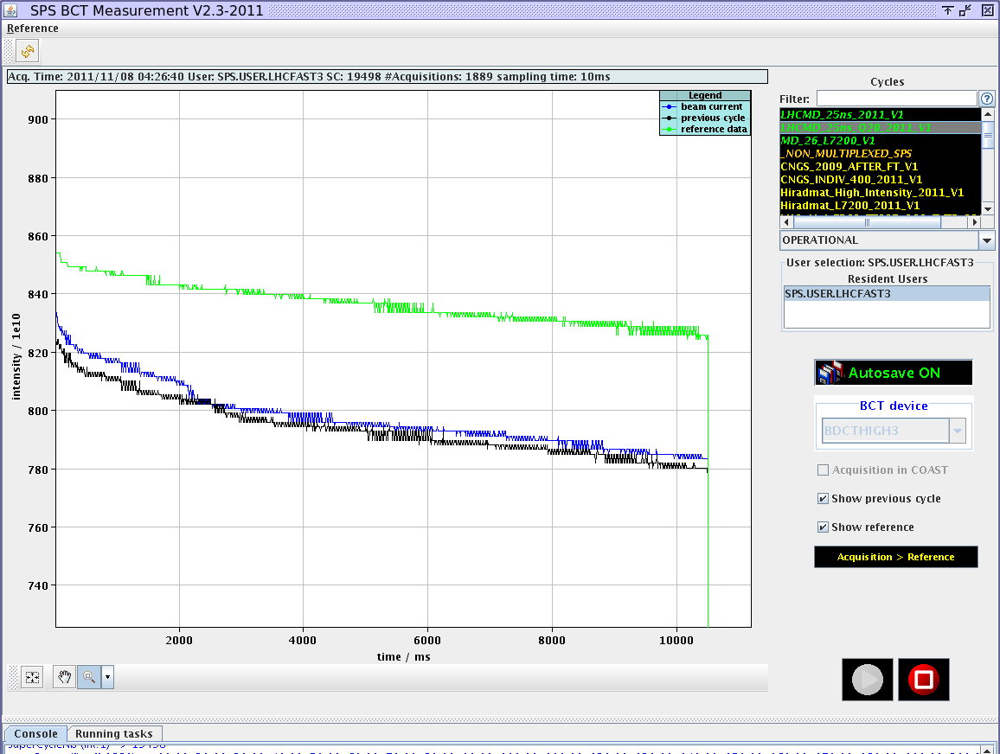 SPS BCT Measurement V2.3-2011
Reference
Acq. Time: 2011/11/08 04:26:40 User: SPS.USER.LHCFAST3 SC: 19498 #Acquisitions: 1889 sampling time: 10ms
Legend
beam current
previous cycle
reference data
900
880
860
840
820
800
780
760
740
intensity / 1e10
2000
4000
6000
8000
10000
time / ms
Cycles
Filter:
LHCMD_25ns_2011_V1
LHCMD_25ns_Q20_2011_V1
MD_26_L7200_V1
_NON_MULTIPLEXED_SPS
CNGS_2009_AFTER_FT_V1
CNGS_INDIV_400_2011_V1
Hiradmat_High_Intensity_2011_V1
Hiradmat_L7200_2011_V1
OPERATIONAL
User selection: SPS.USER.LHCFAST3
Resident Users
SPS.USER.LHCFAST3
Autosave ON
BCT device
BDCTHIGH3
Acquisition in COAST
Show previous cycle
Show reference
Acquisition > Reference
Console
Running tasks